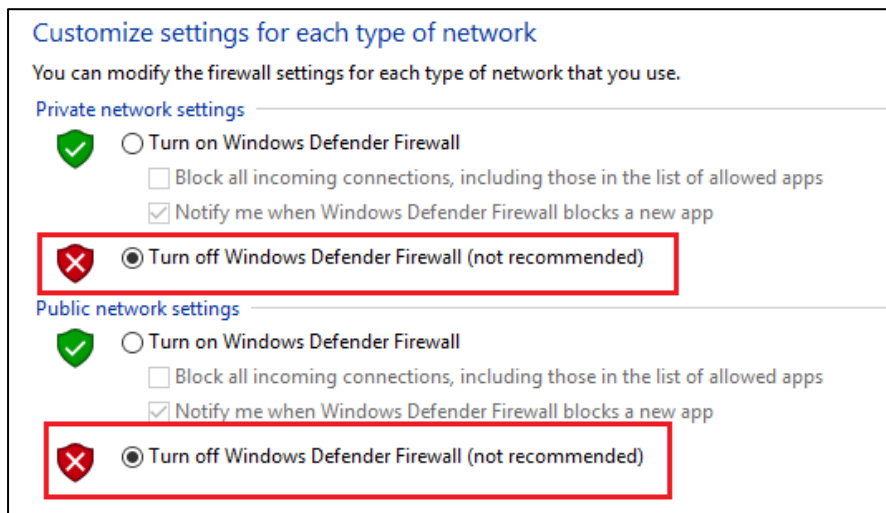 Customize settings for each type of network
You can modify the firewall settings for each type of network that you use.
Private network settings
Turn on Windows Defender Firewall
Block all incoming connections, including those in the list of allowed apps
Notify me when Windows Defender Firewall blocks a new app
Turn off Windows Defender Firewall (not recommended)
Public network settings
Turn on Windows Defender Firewall
Block all incoming connections, including those in the list of allowed apps
Notify me when Windows Defender Firewall blocks a new app
Turn off Windows Defender Firewall (not recommended)